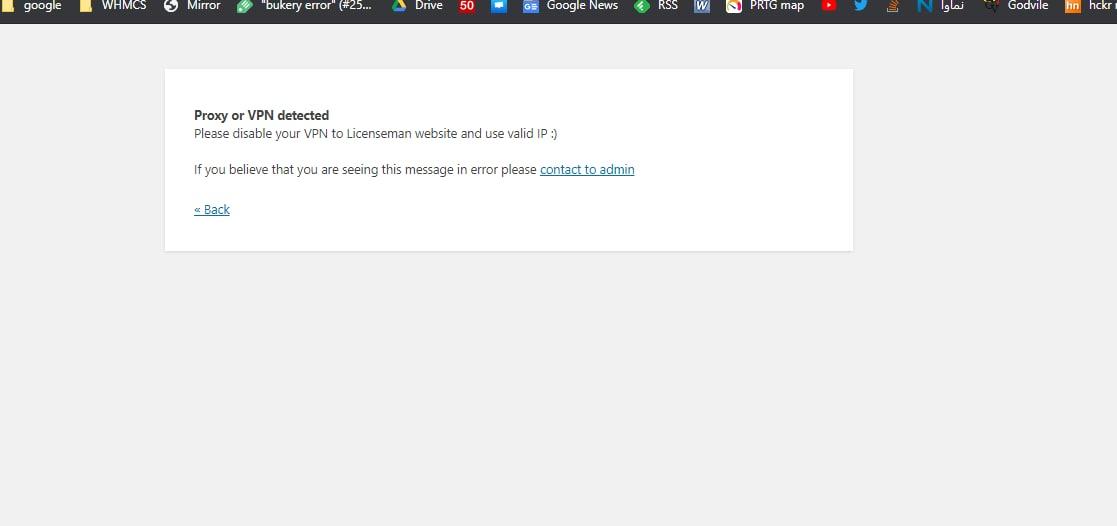 google WHMCS Mirror "bukery error" (#25... Drive 50 Google News RSS W PRTG map نماوا Godvile hn hckr
Proxy or VPN detected
Please disable your VPN to Licenseman website and use valid IP :)
If you believe that you are seeing this message in error please contact to admin
« Back